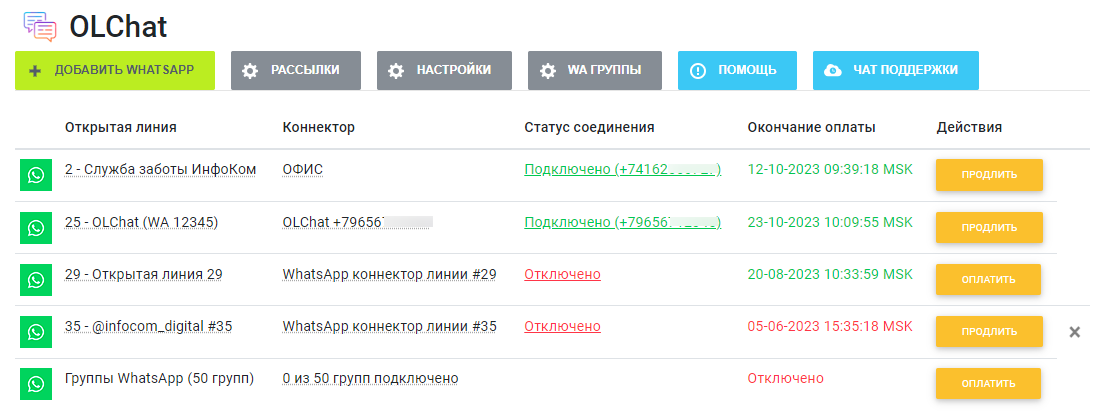 OLChat
ДОБАВИТЬ WHATSAPP РАССЫЛКИ НАСТРОЙКИ WA ГРУППЫ ПОМОЩЬ ЧАТ ПОДДЕРЖКИ
Открытая линия Коннектор Статус соединения Окончание оплаты Действия
2 - Служба заботы ИнфоКом ОФИС Подключено (+74162 12-10-2023 09:39:18 MSK ПРОДЛИТЬ
25 - OLChat (WA 12345) OLChat +79656 Подключено (+79656 23-10-2023 10:09:55 MSK ПРОДЛИТЬ
29 - Открытая линия 29 WhatsApp коннектор линии #29 Отключено 20-08-2023 10:33:59 MSK ОПЛАТИТЬ
35 - @infocom_digital #35 WhatsApp коннектор линии #35 Отключено 05-06-2023 15:35:18 MSK ПРОДЛИТЬ
Группы WhatsApp (50 групп) 0 из 50 групп подключено Отключено ОПЛАТИТЬ